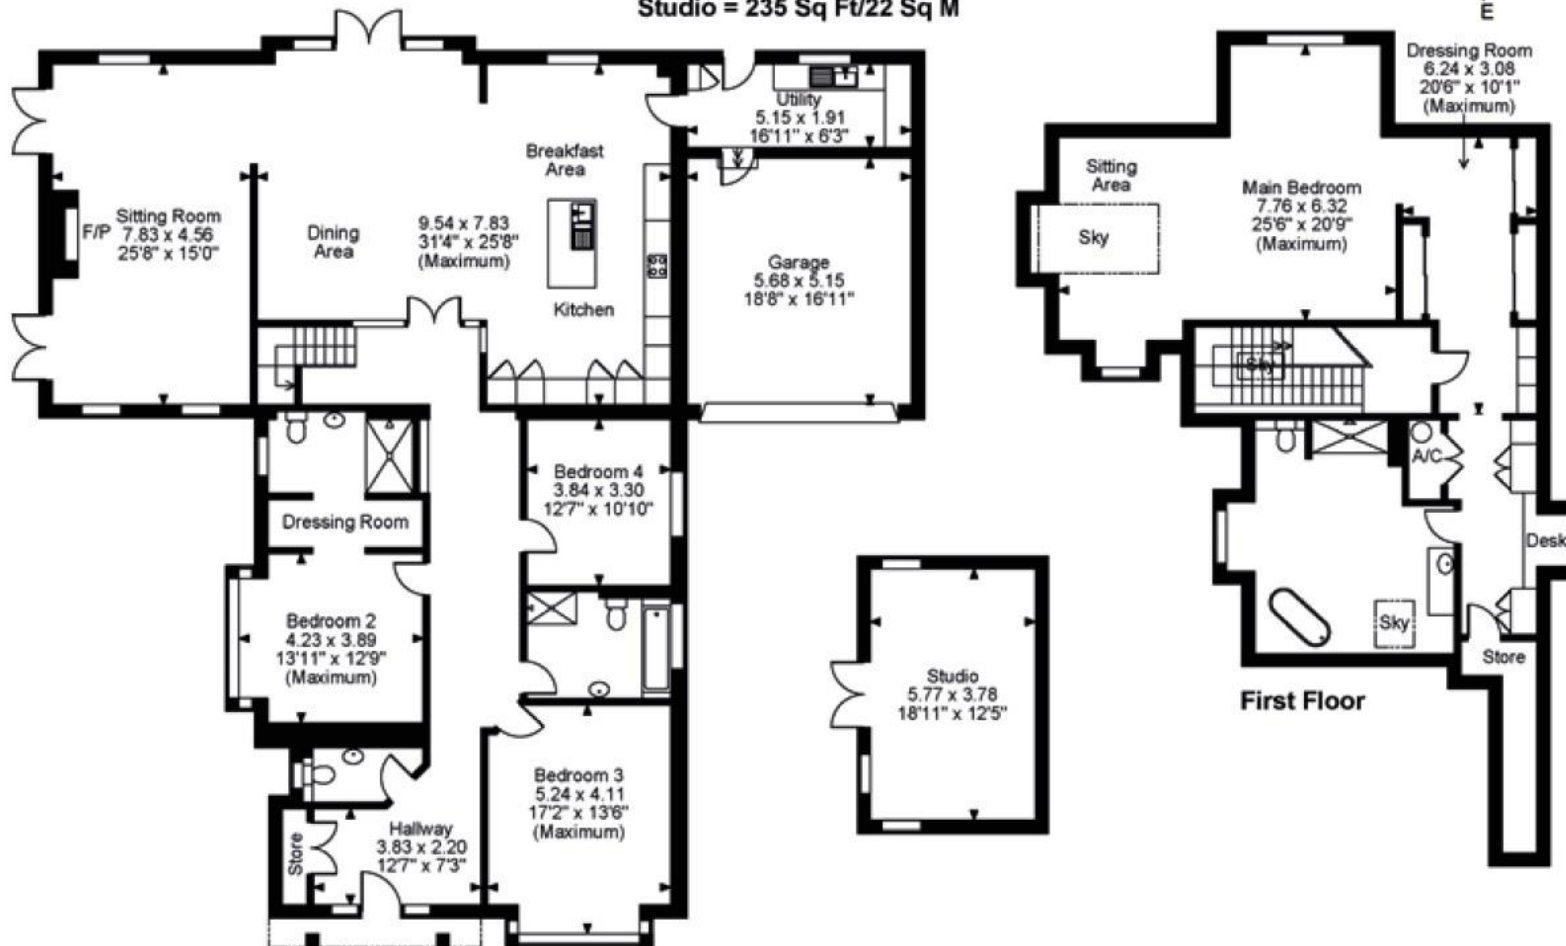 Studio = 235 Sq Ft/22 Sq M
E
Dressing Room
6.24 x 3.08
20'6" x 10'1"
(Maximum)
Utility
5.15 x 1.91
16'11" x 6'3"
Breakfast
Area
F/P
Sitting Room
7.83 x 4.56
25'8" x 15'0"
Dining
Area
9.54 x 7.83
31'4" x 25'8"
(Maximum)
Kitchen
Garage
5.68 x 5.15
18'8" x 16'11"
Sitting
Area
Sky
Main Bedroom
7.76 x 6.32
25'6" x 20'9"
(Maximum)
Sky
A/C
Desk
Sky
Store
First Floor
Bedroom 4
3.84 x 3.30
12'7" x 10'10"
Dressing Room
Bedroom 2
4.23 x 3.89
13'11" x 12'9"
(Maximum)
Studio
5.77 x 3.78
18'11" x 12'5"
Bedroom 3
5.24 x 4.11
17'2" x 13'6"
(Maximum)
Store
Hallway
3.83 x 2.20
12'7" x 7'3"